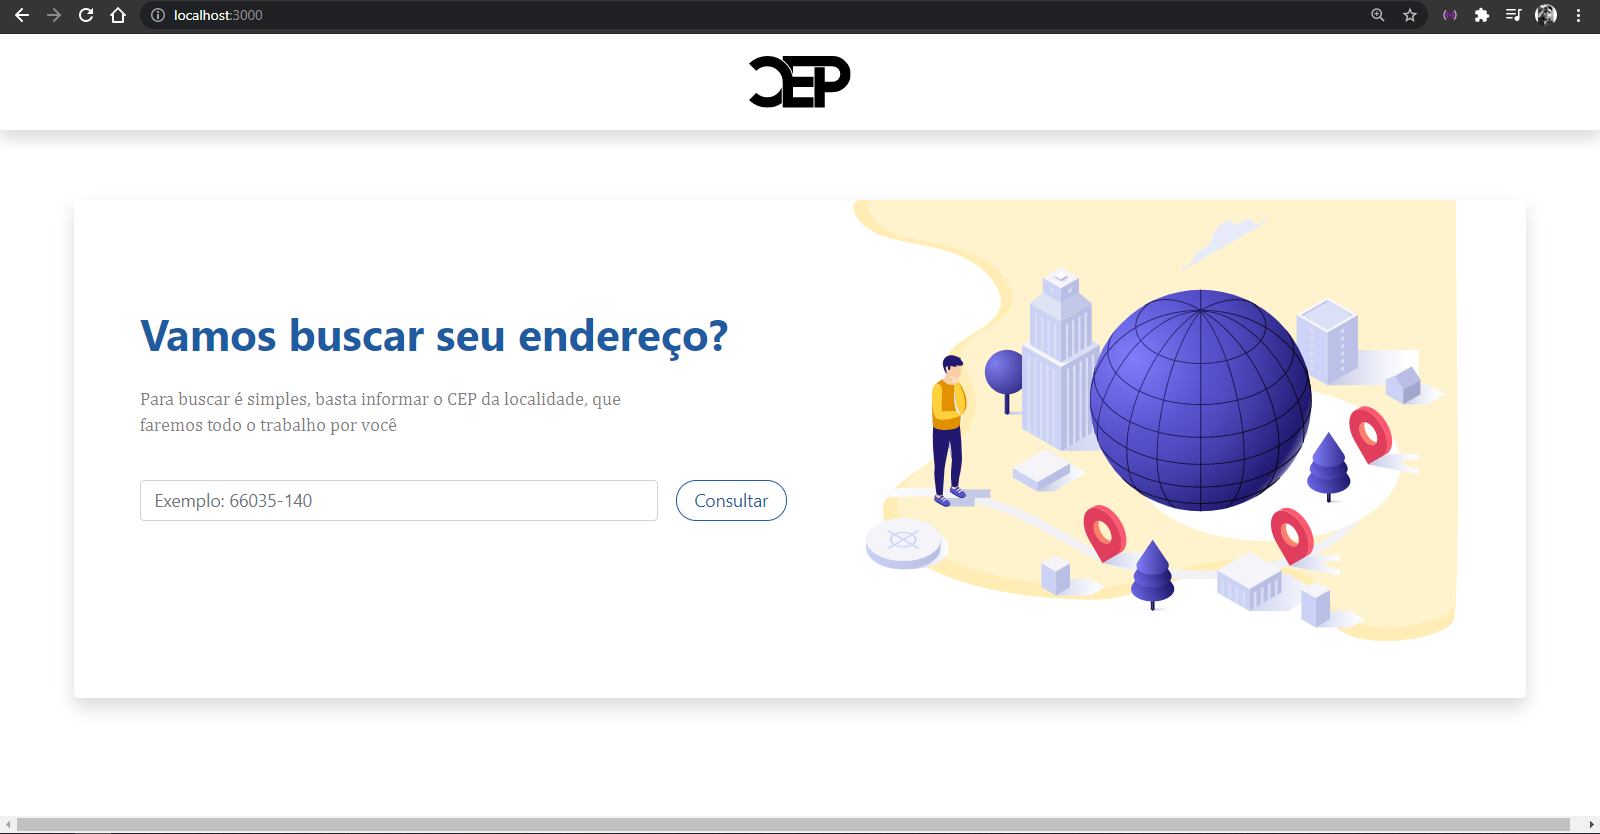 localhost:3000
CEP
Vamos buscar seu endereço?
Para buscar é simples, basta informar o CEP da localidade, que
faremos todo o trabalho por você
Exemplo: 66035-140
Consultar